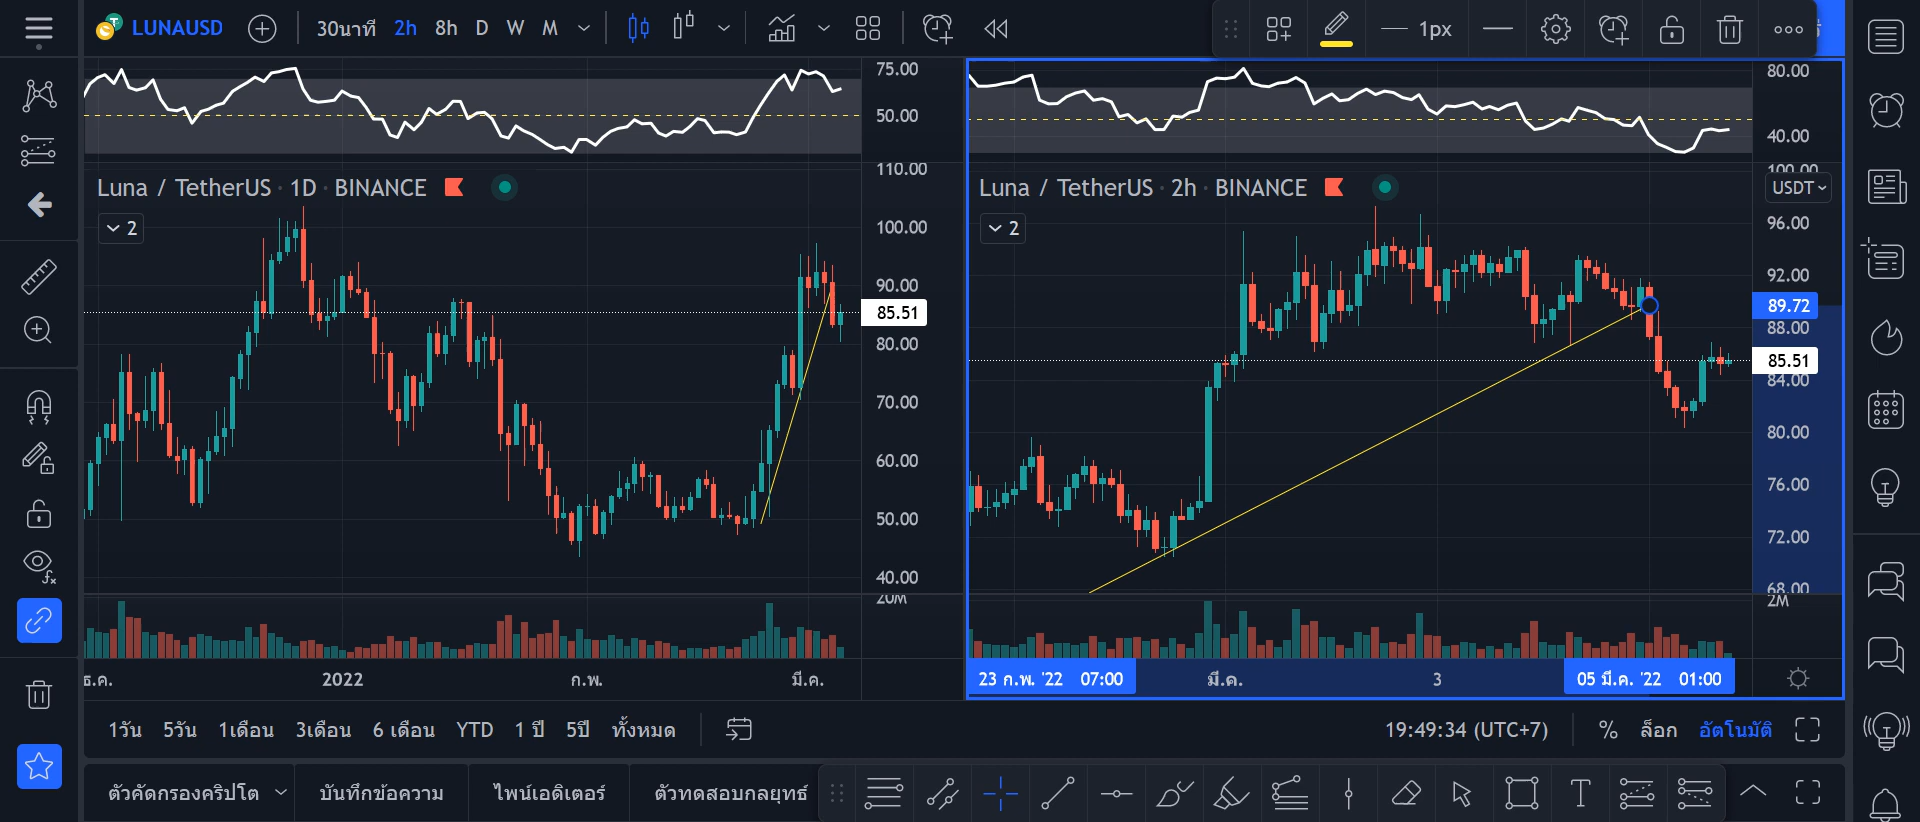 LUNAUSD 30นาที 2h 8h D W M 1px
75.00
50.00
Luna / TetherUS · 1D · BINANCE
2
110.00
100.00
90.00
85.51
80.00
70.00
60.00
50.00
40.00
20M
ธ.ค. 2022 ก.พ. มี.ค.
80.00
40.00
Luna / TetherUS · 2h · BINANCE
2
100.00
USDT
96.00
92.00
89.72
88.00
85.51
84.00
80.00
76.00
72.00
68.00
2M
23 ก.พ. '22 07:00 มี.ค. 3 05 มี.ค. '22 01:00
1วัน 5วัน 1เดือน 3เดือน 6 เดือน YTD 1 ปี 5ปี ทั้งหมด 19:49:34 (UTC+7) % ล็อก อัตโนมัติ
ตัวคัดกรองคริปโต บันทึกข้อความ ไพน์เอดิเตอร์ ตัวทดสอบกลยุทธ์